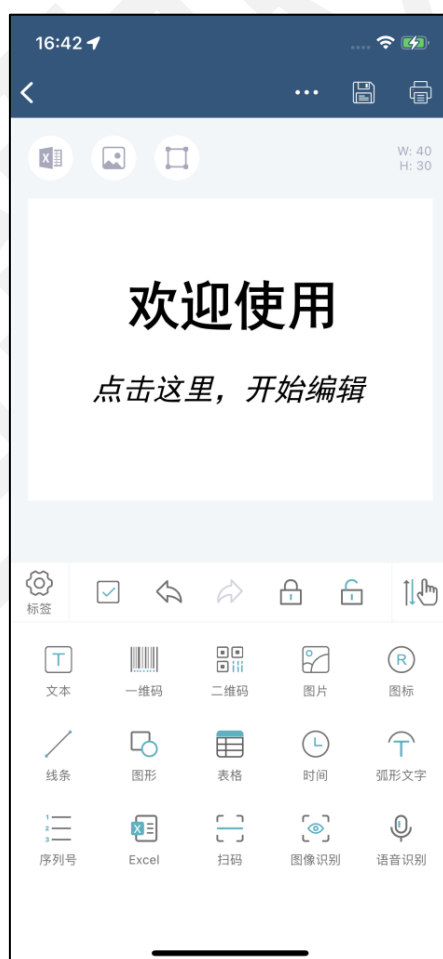 16:42
W: 40
H: 30
欢迎使用
点击这里，开始编辑
标签
文本 一维码 二维码 图片 图标
线条 图形 表格 时间 弧形文字
序列号 Excel 扫码 图像识别 语音识别